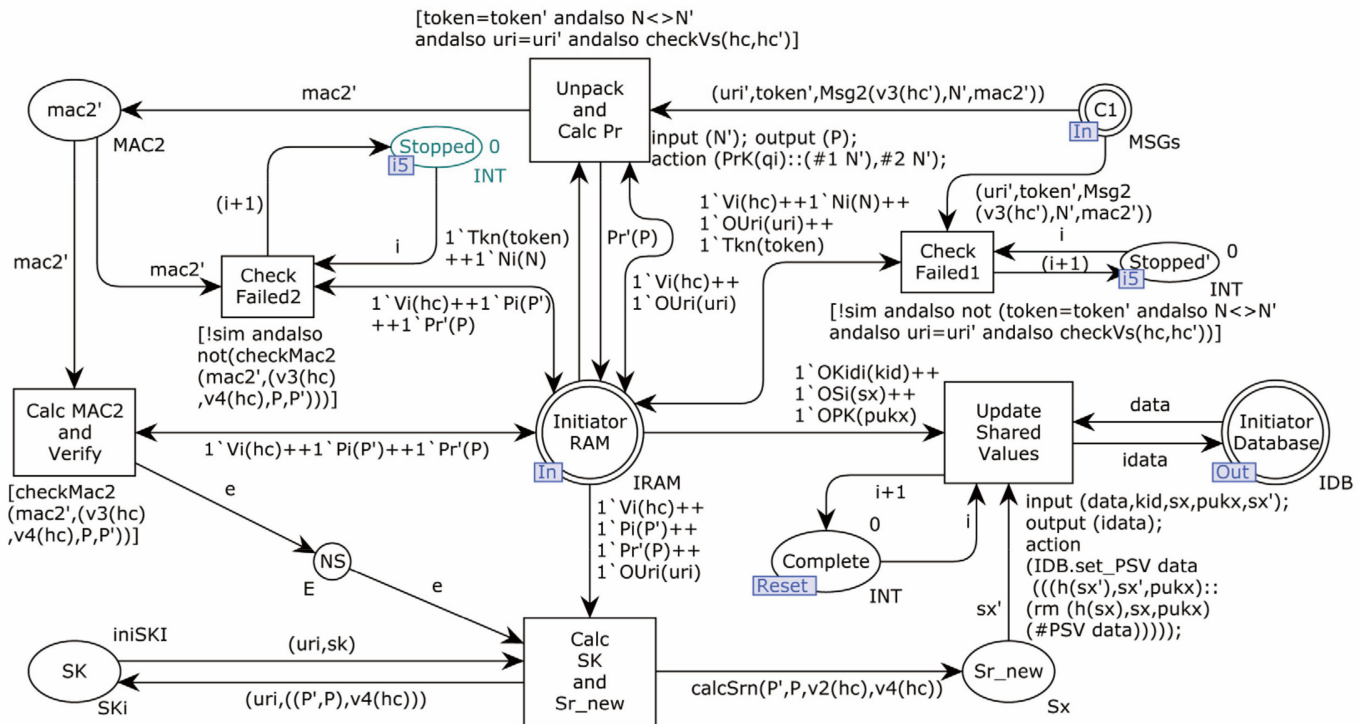 [token=token' andalso N<>N'
andalso uri=uri' andalso checkVs(hc,hc')]
mac2'
MAC2
mac2'
Unpack
and
Calc Pr
(uri',token',Msg2(v3(hc'),N',mac2'))
C1
In
MSGs
input (N'); output (P);
action (PrK(qi)::(#1 N'),#2 N');
Stopped
0
i5
INT
(i+1)
i
mac2'
mac2'
Check
Failed2
1`Tkn(token)
++1`Ni(N)
1`Vi(hc)++1`Pi(P')
++1`Pr'(P)
[!sim andalso
not(checkMac2
(mac2',(v3(hc)
,v4(hc),P,P')))]
Pr'(P)
1`Vi(hc)++
1`OUri(uri)
1`Vi(hc)++1`Ni(N)++
1`OUri(uri)++
1`Tkn(token)
(uri',token',Msg2
(v3(hc'),N',mac2'))
Check
Failed1
i
(i+1)
Stopped'
0
i5
INT
[!sim andalso not (token=token' andalso N<>N'
andalso uri=uri' andalso checkVs(hc,hc'))]
Calc MAC2
and
Verify
1`Vi(hc)++1`Pi(P')++1`Pr'(P)
[checkMac2
(mac2',(v3(hc)
,v4(hc),P,P'))]
Initiator
RAM
In
IRAM
1`OKidi(kid)++
1`OSi(sx)++
1`OPK(pukx)
Update
Shared
Values
data
idata
Initiator
Database
Out
IDB
e
NS
E
e
1`Vi(hc)++
1`Pi(P')++
1`Pr'(P)++
1`OUri(uri)
i+1
0
i
Complete
Reset
INT
input (data,kid,sx,pukx,sx');
output (idata);
action
(IDB.set_PSV data
(((h(sx'),sx',pukx)::
(rm (h(sx),sx,pukx)
(#PSV data)))));
sx'
iniSKI
SK
SKi
(uri,sk)
(uri,((P',P),v4(hc)))
Calc
SK
and
Sr_new
calcSrn(P',P,v2(hc),v4(hc))
Sr_new
Sx